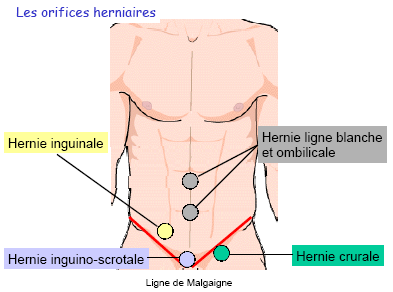 Les orifices herniaires
Hernie inguinale
Hernie ligne blanche
et ombilicale
Hernie inguino-scrotale
Hernie crurale
Ligne de Malgaigne